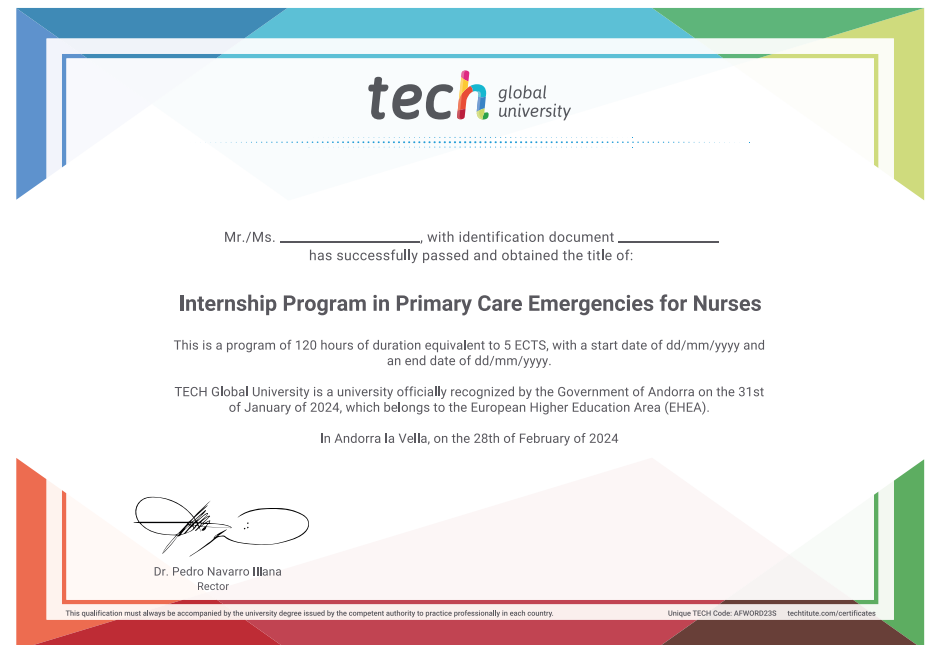 tech global
university
Mr./Ms. ____________, with identification document ____________
has successfully passed and obtained the title of:
Internship Program in Primary Care Emergencies for Nurses
This is a program of 120 hours of duration equivalent to 5 ECTS, with a start date of dd/mm/yyyy and
an end date of dd/mm/yyyy.
TECH Global University is a university officially recognized by the Government of Andorra on the 31st
of January of 2024, which belongs to the European Higher Education Area (EHEA).
In Andorra la Vella, on the 28th of February of 2024
Dr. Pedro Navarro Illana
Rector
This qualification must always be accompanied by the university degree issued by the competent authority to practice professionally in each country. Unique TECH Code: AFWORD23S techtitute.com/certificates